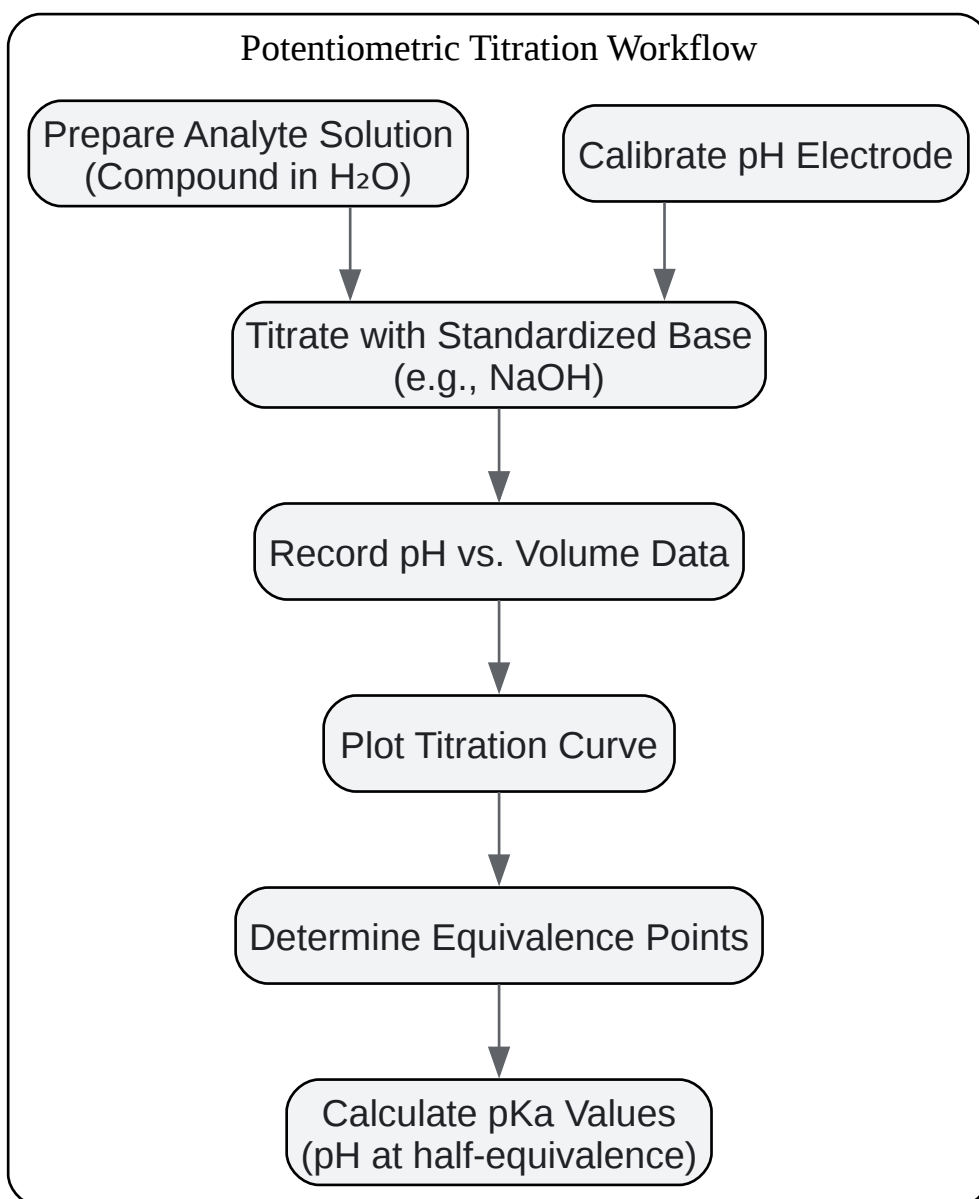 Potentiometric Titration Workflow
Prepare Analyte Solution
(Compound in H₂O)
Calibrate pH Electrode
Titrate with Standardized Base
(e.g., NaOH)
Record pH vs. Volume Data
Plot Titration Curve
Determine Equivalence Points
Calculate pKa Values
(pH at half-equivalence)